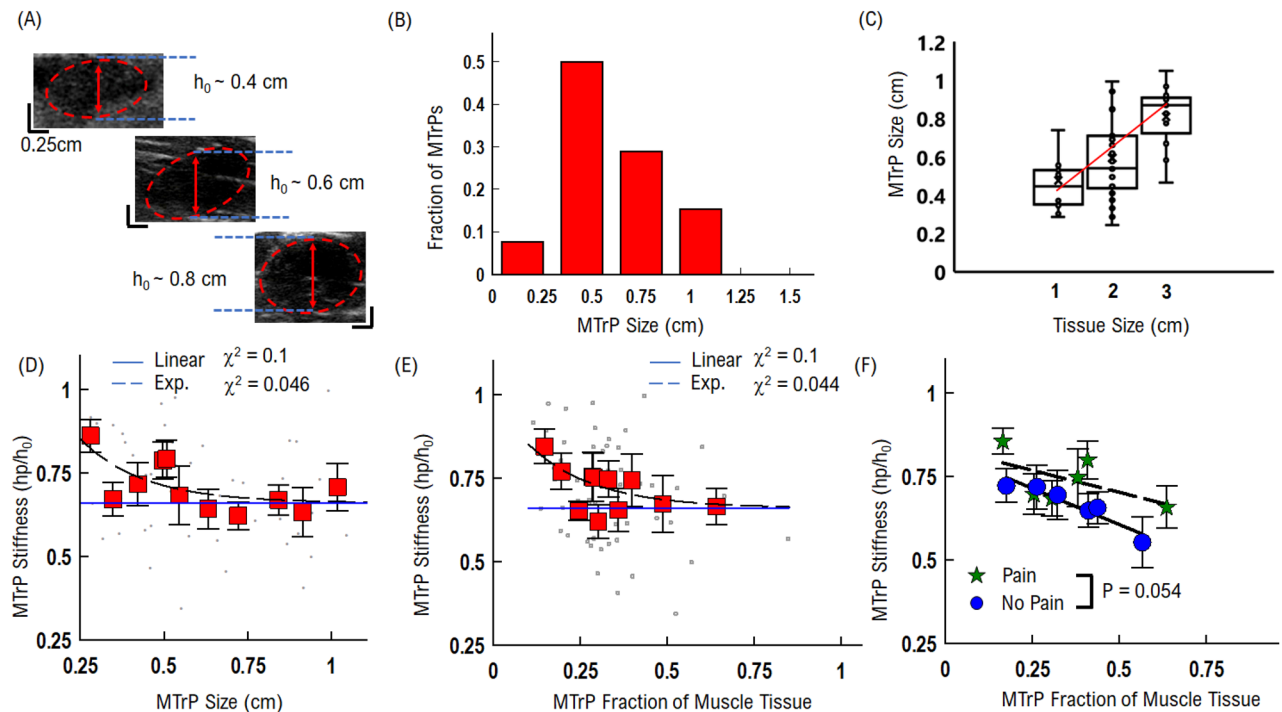 (A)
h₀ ~ 0.4 cm
0.25cm
h₀ ~ 0.6 cm
h₀ ~ 0.8 cm
(B)
Fraction of MTrPs
0.5
0.4
0.3
0.2
0.1
0
0 0.25 0.5 0.75 1 1.25 1.5
MTrP Size (cm)
(C)
MTrP Size (cm)
1.2
1
0.8
0.6
0.4
0.2
0
1 2 3
Tissue Size (cm)
(D)
Linear χ² = 0.1
Exp. χ² = 0.046
MTrP Stiffness (hp/h₀)
1
0.75
0.5
0.25
0.25 0.5 0.75 1
MTrP Size (cm)
(E)
Linear χ² = 0.1
Exp. χ² = 0.044
MTrP Stiffness (hp/h₀)
1
0.75
0.5
0.25
0 0.25 0.5 0.75 1
MTrP Fraction of Muscle Tissue
(F)
MTrP Stiffness (hp/h₀)
1
0.75
0.5
0.25
Pain
No Pain
P = 0.054
0 0.25 0.5 0.75
MTrP Fraction of Muscle Tissue